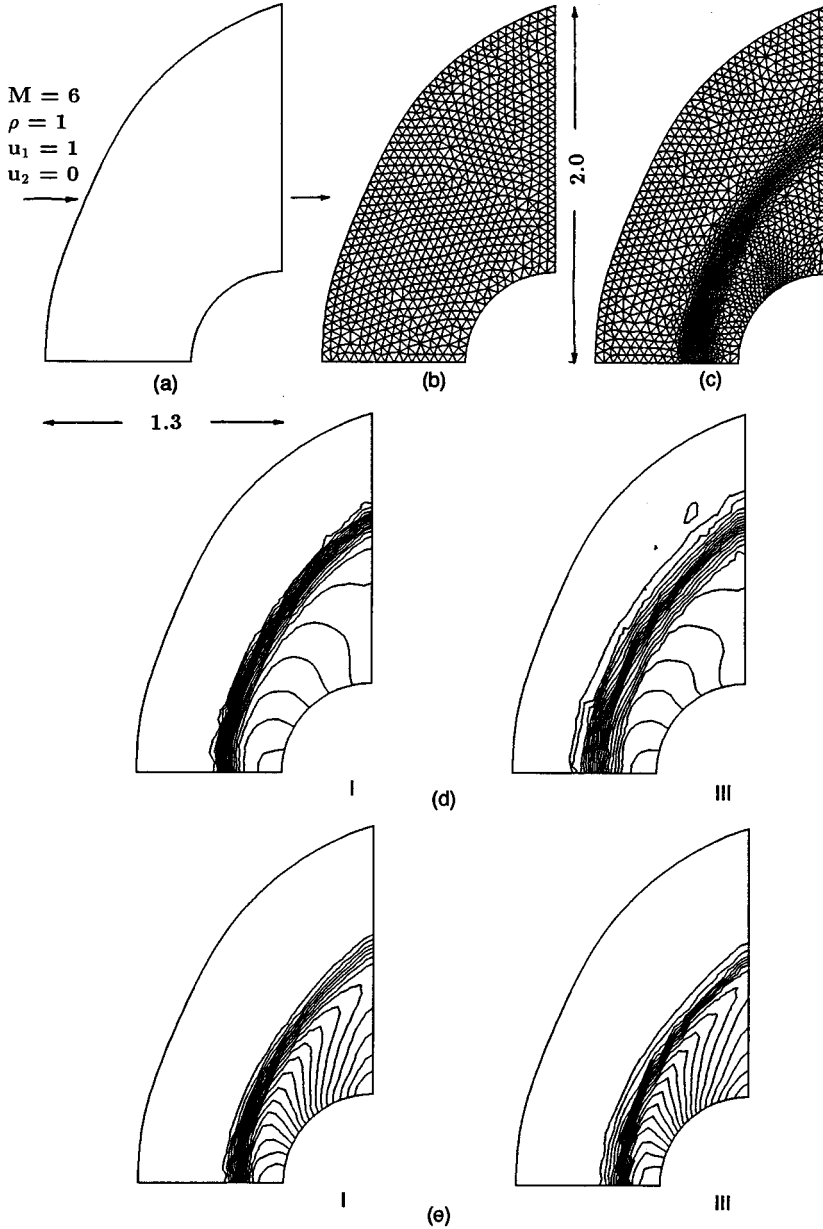 M = 6
ρ = 1
u₁ = 1
u₂ = 0
2.0
(a)
(b)
(c)
1.3
I
(d)
III
I
(e)
III